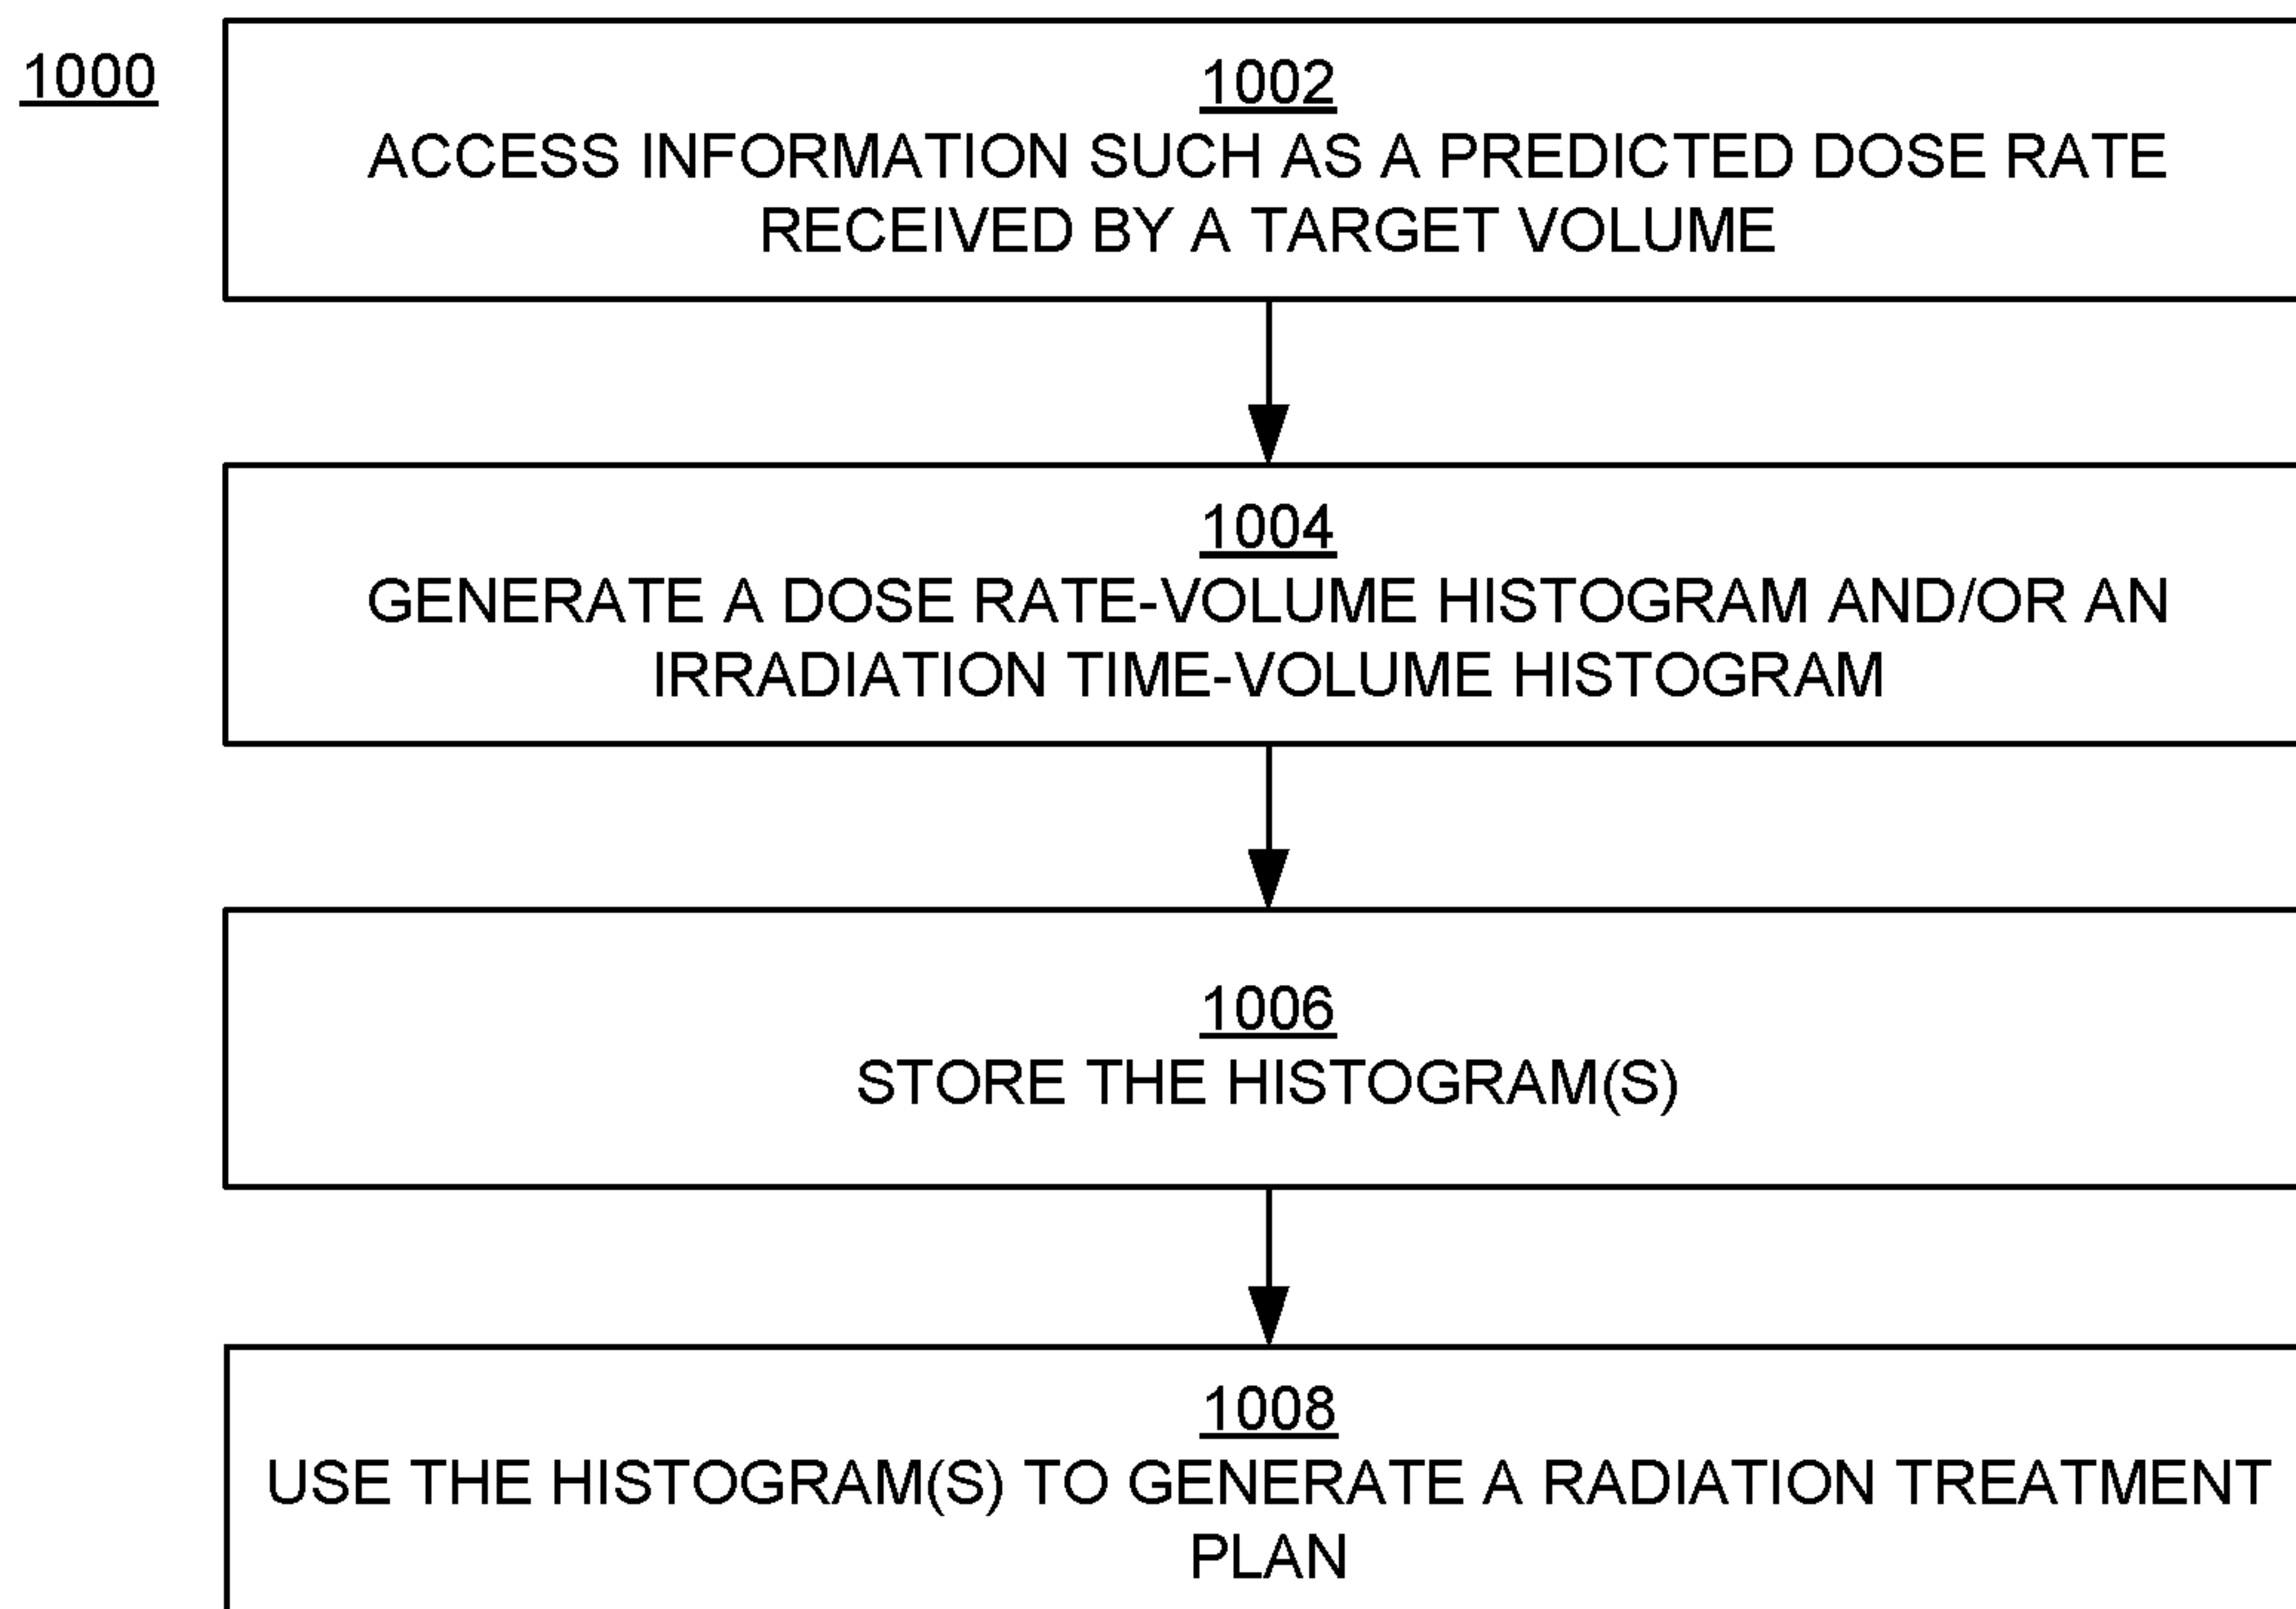 1000
1002
ACCESS INFORMATION SUCH AS A PREDICTED DOSE RATE
RECEIVED BY A TARGET VOLUME
1004
GENERATE A DOSE RATE-VOLUME HISTOGRAM AND/OR AN
IRRADIATION TIME-VOLUME HISTOGRAM
1006
STORE THE HISTOGRAM(S)
1008
USE THE HISTOGRAM(S) TO GENERATE A RADIATION TREATMENT
PLAN